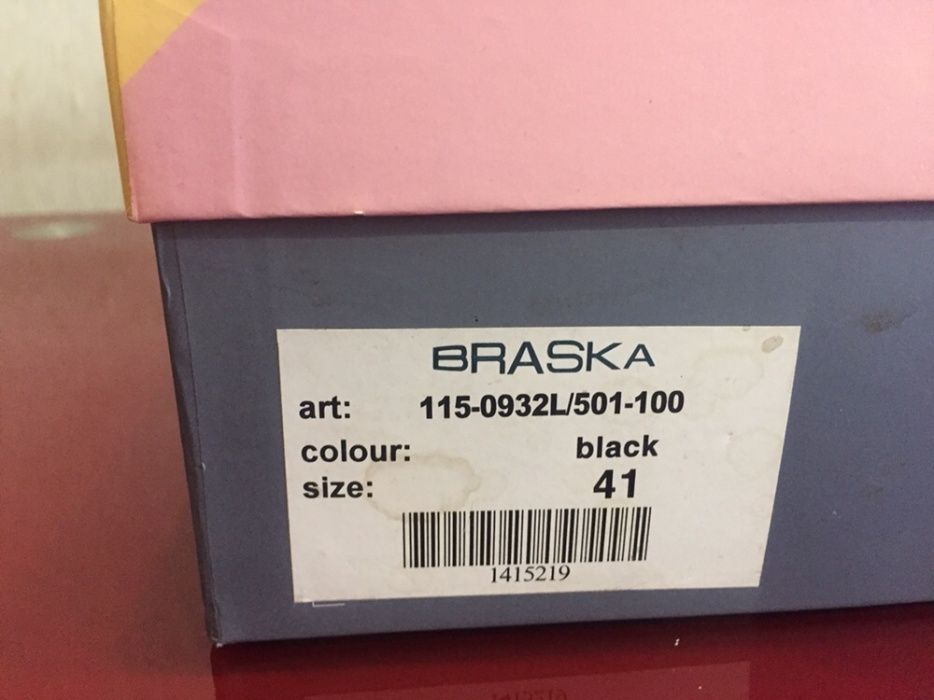 BRASKA
art: 115-0932L/501-100
colour: black
size: 41
1415219